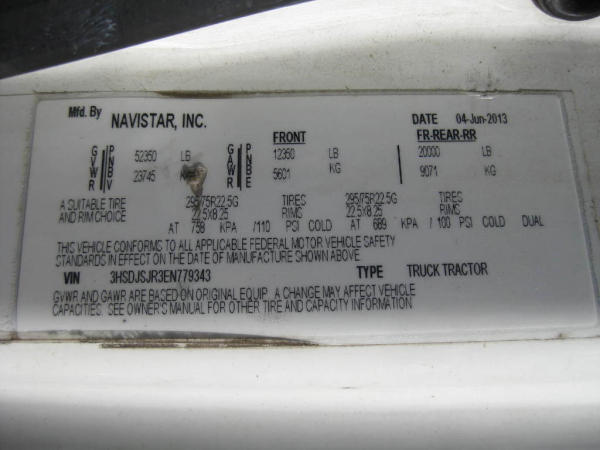 Mfd. By NAVISTAR, INC. DATE 04-Jun-2013
FRONT FR-REAR-RR
GVWR PNBV 52350 LB GAWR PNBE 12350 LB 20000 LB
23745 5601 KG 9071 KG
A SUITABLE TIRE 295/75R22.5G TIRES 295/75R22.5G TIRES
AND RIM CHOICE 22.5X8.25 RIMS 22.5X8.25 RIMS
AT 758 KPA /110 PSI COLD AT 689 KPA / 100 PSI COLD DUAL
THIS VEHICLE CONFORMS TO ALL APPLICABLE FEDERAL MOTOR VEHICLE SAFETY
STANDARDS IN EFFECT ON THE DATE OF MANUFACTURE SHOWN ABOVE.
VIN 3HSDJSJR3EN779343 TYPE TRUCK TRACTOR
GVWR AND GAWR ARE BASED ON ORIGINAL EQUIP. A CHANGE MAY AFFECT VEHICLE
CAPACITIES. SEE OWNER'S MANUAL FOR OTHER TIRE AND CAPACITY INFORMATION